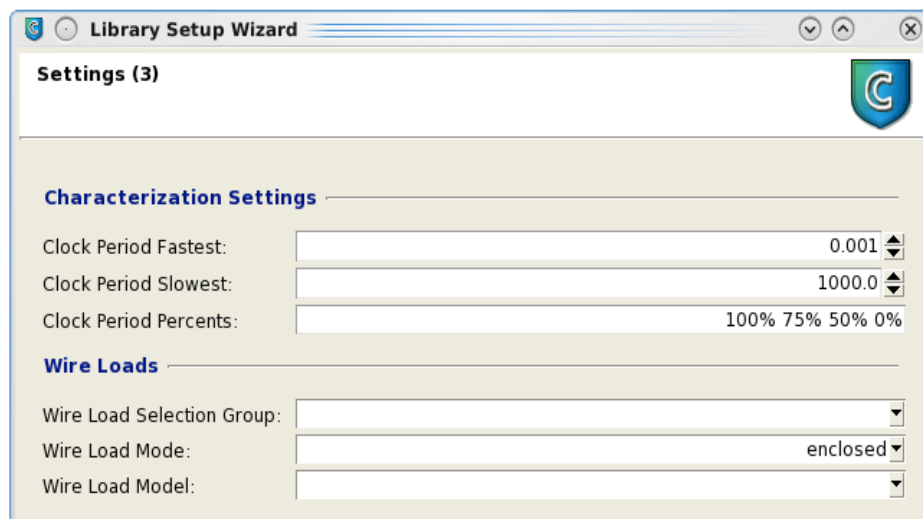 Library Setup Wizard
Settings (3)
C
Characterization Settings
Clock Period Fastest: 0.001
Clock Period Slowest: 1000.0
Clock Period Percents: 100% 75% 50% 0%
Wire Loads
Wire Load Selection Group:
Wire Load Mode: enclosed
Wire Load Model: